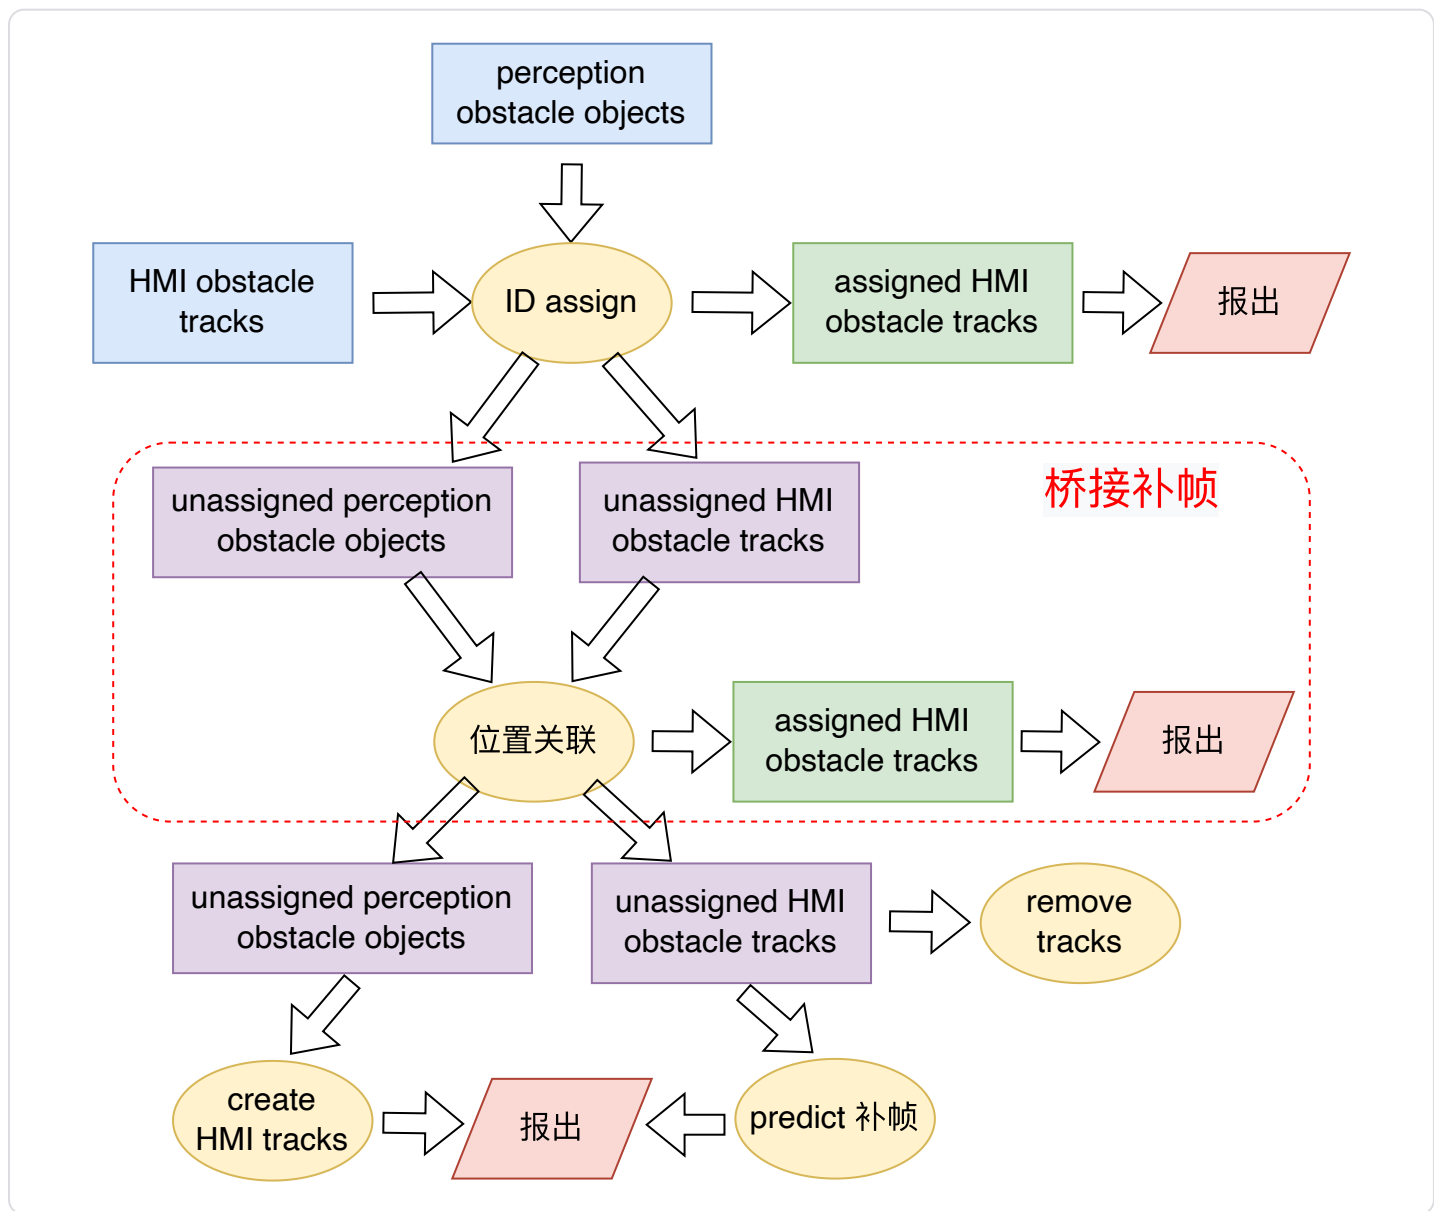 perception
obstacle objects
HMI obstacle
tracks
ID assign
assigned HMI
obstacle tracks
报出
桥接补帧
unassigned perception
obstacle objects
unassigned HMI
obstacle tracks
位置关联
assigned HMI
obstacle tracks
报出
unassigned perception
obstacle objects
unassigned HMI
obstacle tracks
remove
tracks
create
HMI tracks
报出
predict 补帧